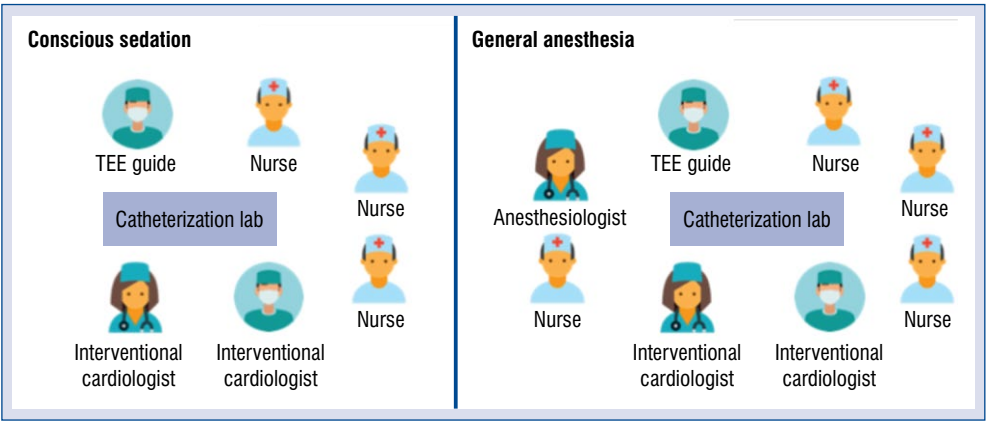 Conscious sedation
TEE guide
Nurse
Nurse
Catheterization lab
Nurse
Interventional
cardiologist
Interventional
cardiologist
General anesthesia
TEE guide
Nurse
Anesthesiologist
Nurse
Catheterization lab
Nurse
Nurse
Interventional
cardiologist
Interventional
cardiologist